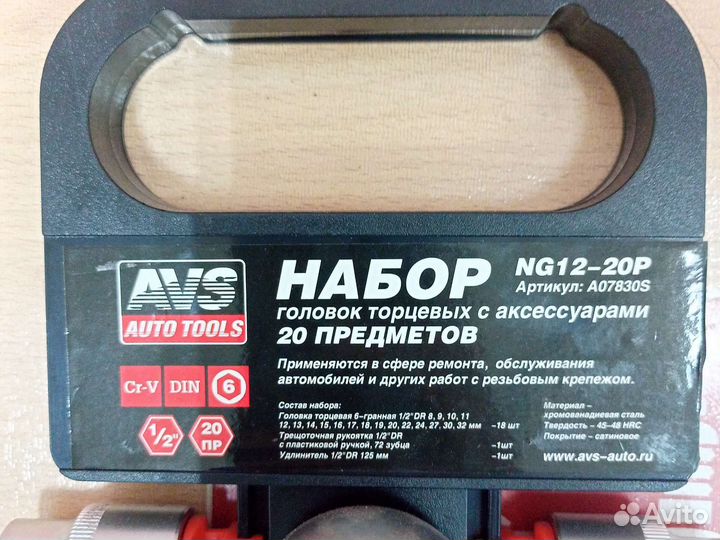 AVS
AUTO TOOLS
НАБОР
NG12-20P
Артикул: A07830S
головок торцевых с аксессуарами
20 ПРЕДМЕТОВ
Cr-V DIN 6
1/2" 20 ПР
Применяются в сфере ремонта, обслуживания
автомобилей и других работ с резьбовым крепежом.
Состав набора:
Головка торцевая 6-гранная 1/2"DR 8, 9, 10, 11
12, 13, 14, 15, 16, 17, 18, 19, 20, 22, 24, 27, 30, 32 мм -18 шт
Трещоточная рукоятка 1/2"DR
с пластиковой ручкой, 72 зубца -1шт
Удлинитель 1/2"DR 125 мм -1шт
Материал –
хромованадиевая сталь
Твердость – 45-48 HRC
Покрытие – сатиновое
www.avs-auto.ru
Avito